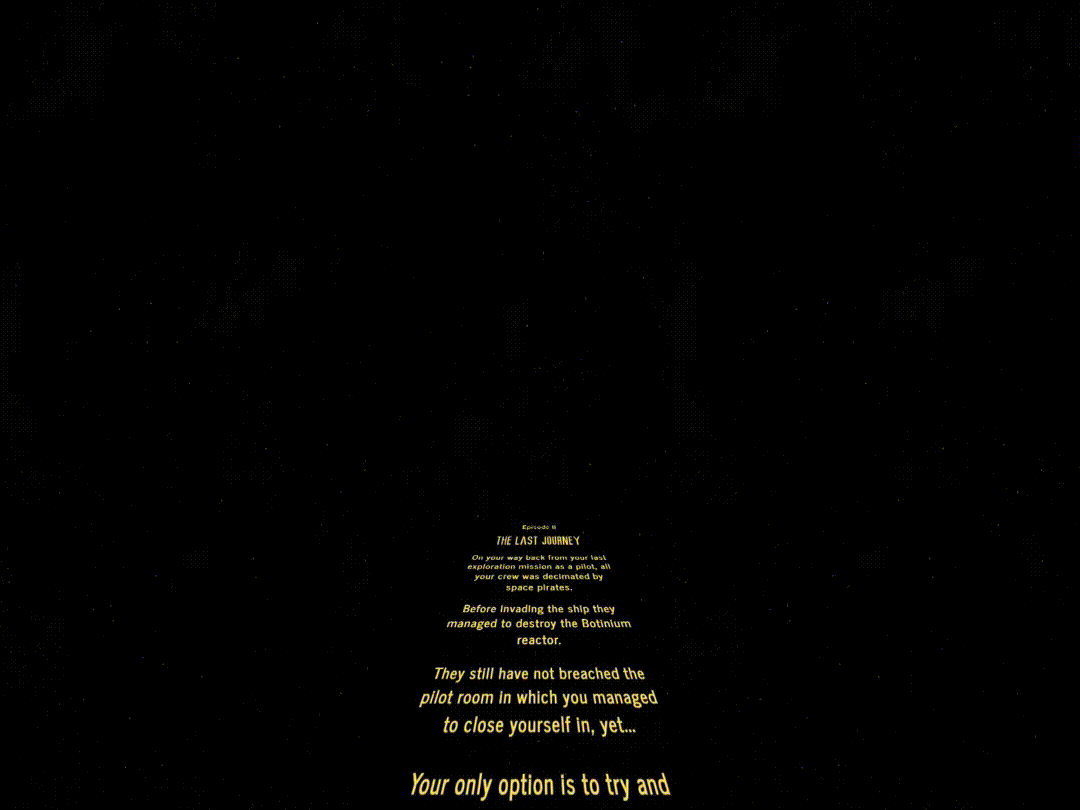 Episode II
THE LAST JOURNEY
On your way back from your last
exploration mission as a pilot, all
your crew was decimated by
space pirates.
Before invading the ship they
managed to destroy the Botinium
reactor.
They still have not breached the
pilot room in which you managed
to close yourself in, yet...
Your only option is to try and